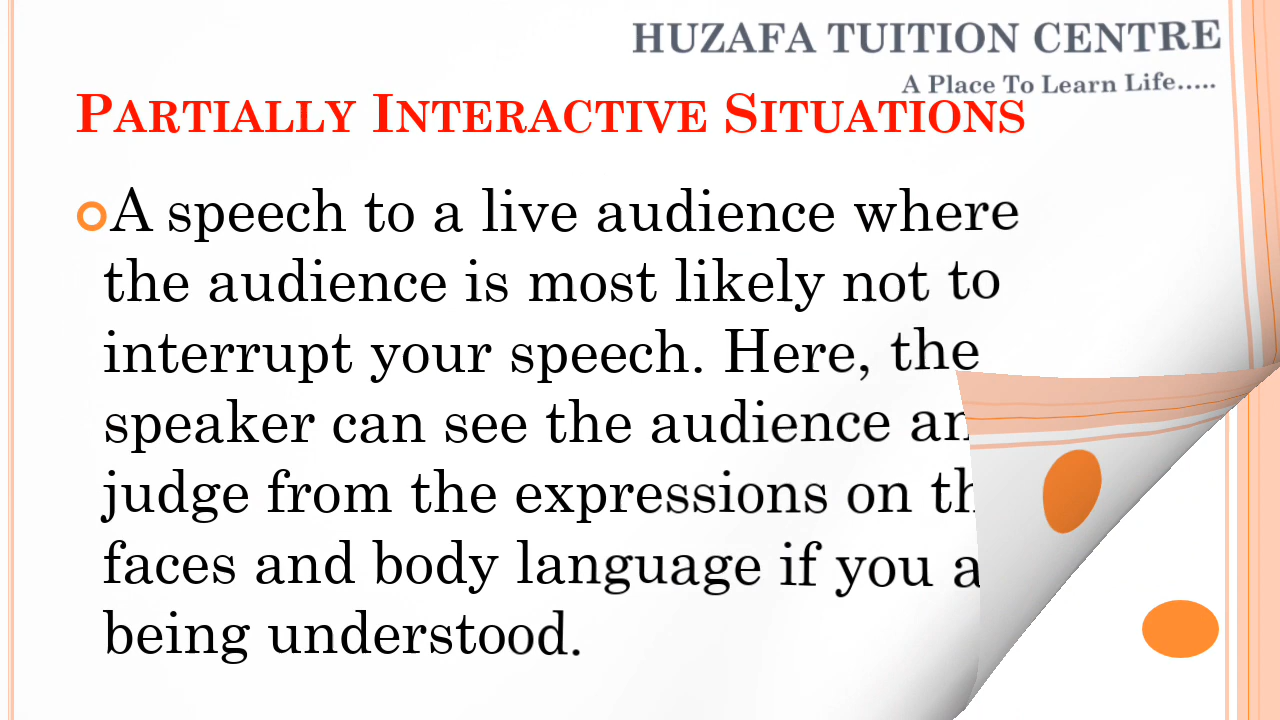 HUZAFA TUITION CENTRE
A Place To Learn Life.....
PARTIALLY INTERACTIVE SITUATIONS
A speech to a live audience where
the audience is most likely not to
interrupt your speech. Here, the
speaker can see the audience
judge from the expressions on
faces and body language if you
being understood.